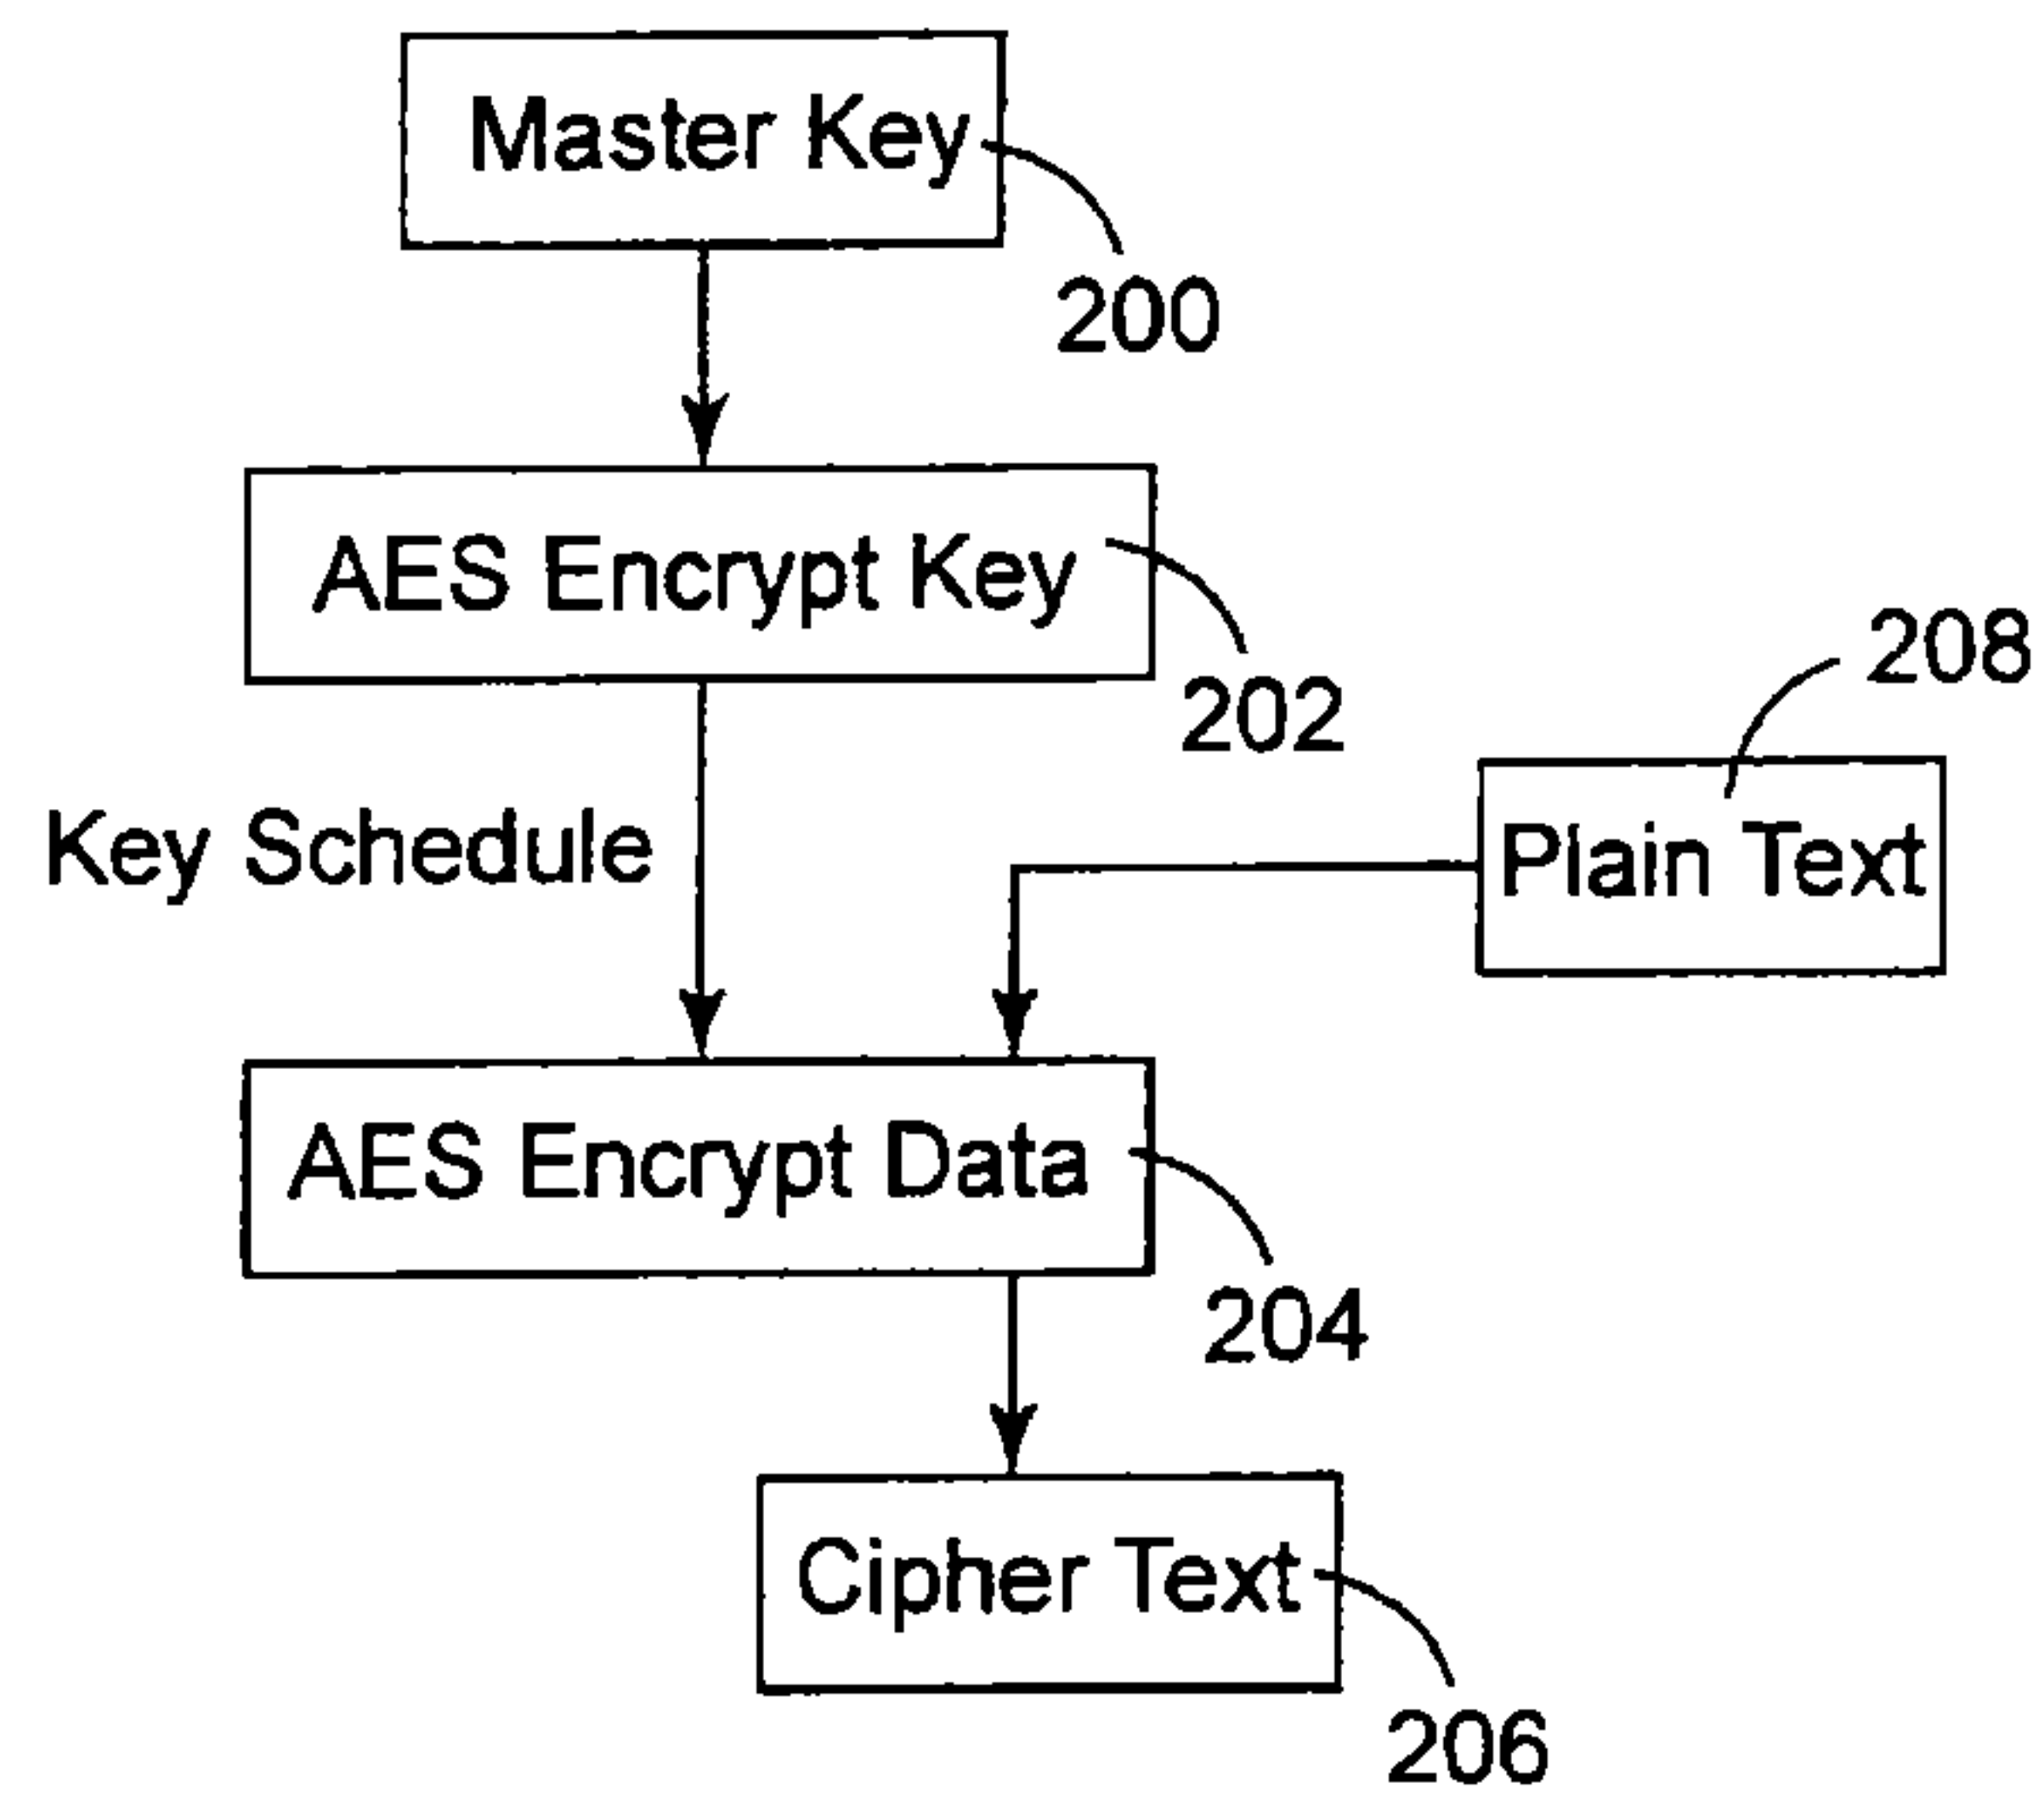 Master Key
200
AES Encrypt Key
202
208
Key Schedule
Plain Text
AES Encrypt Data
204
Cipher Text
206